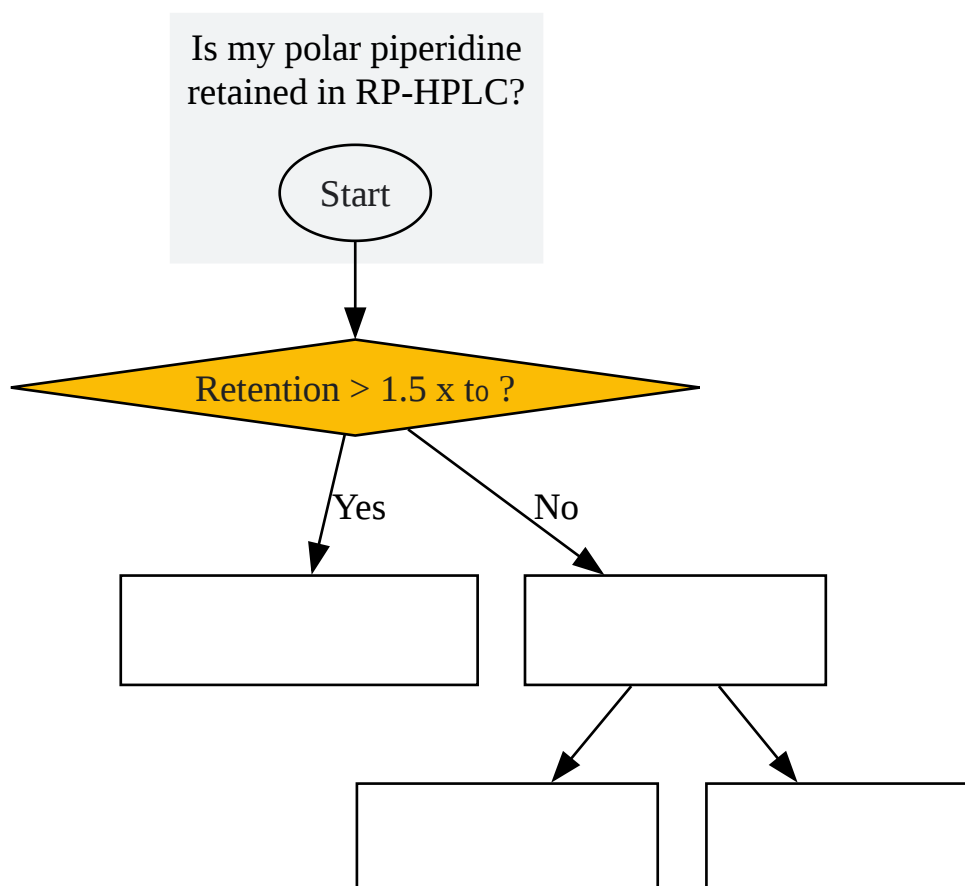 Is my polar piperidine
retained in RP-HPLC?
Start
Retention > 1.5 x t₀ ?
Yes
No